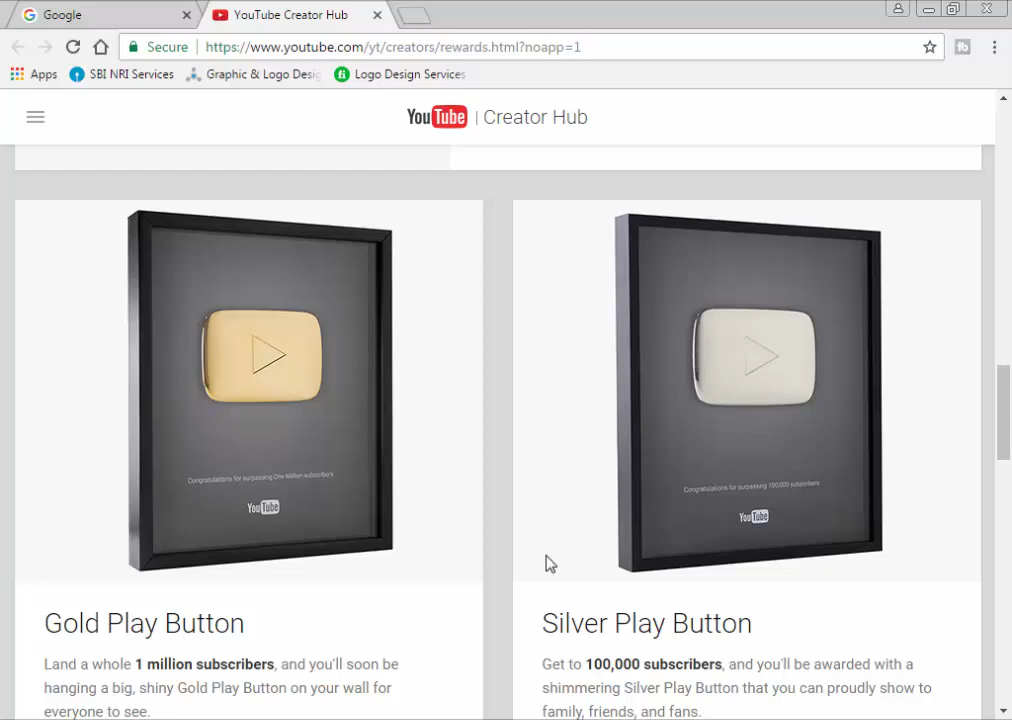 Google
YouTube Creator Hub
Secure
https://www.youtube.com/yt/creators/rewards.html?noapp=1
Apps
SBI NRI Services
Graphic & Logo Desi
Logo Design Services
YouTube | Creator Hub
Congratulations for surpassing One Million subscribers
YouTube
Congratulations for surpassing 100,000 subscribers
YouTube
Gold Play Button
Land a whole 1 million subscribers, and you'll soon be
hanging a big, shiny Gold Play Button on your wall for
everyone to see.
Silver Play Button
Get to 100,000 subscribers, and you'll be awarded with a
shimmering Silver Play Button that you can proudly show to
family, friends, and fans.